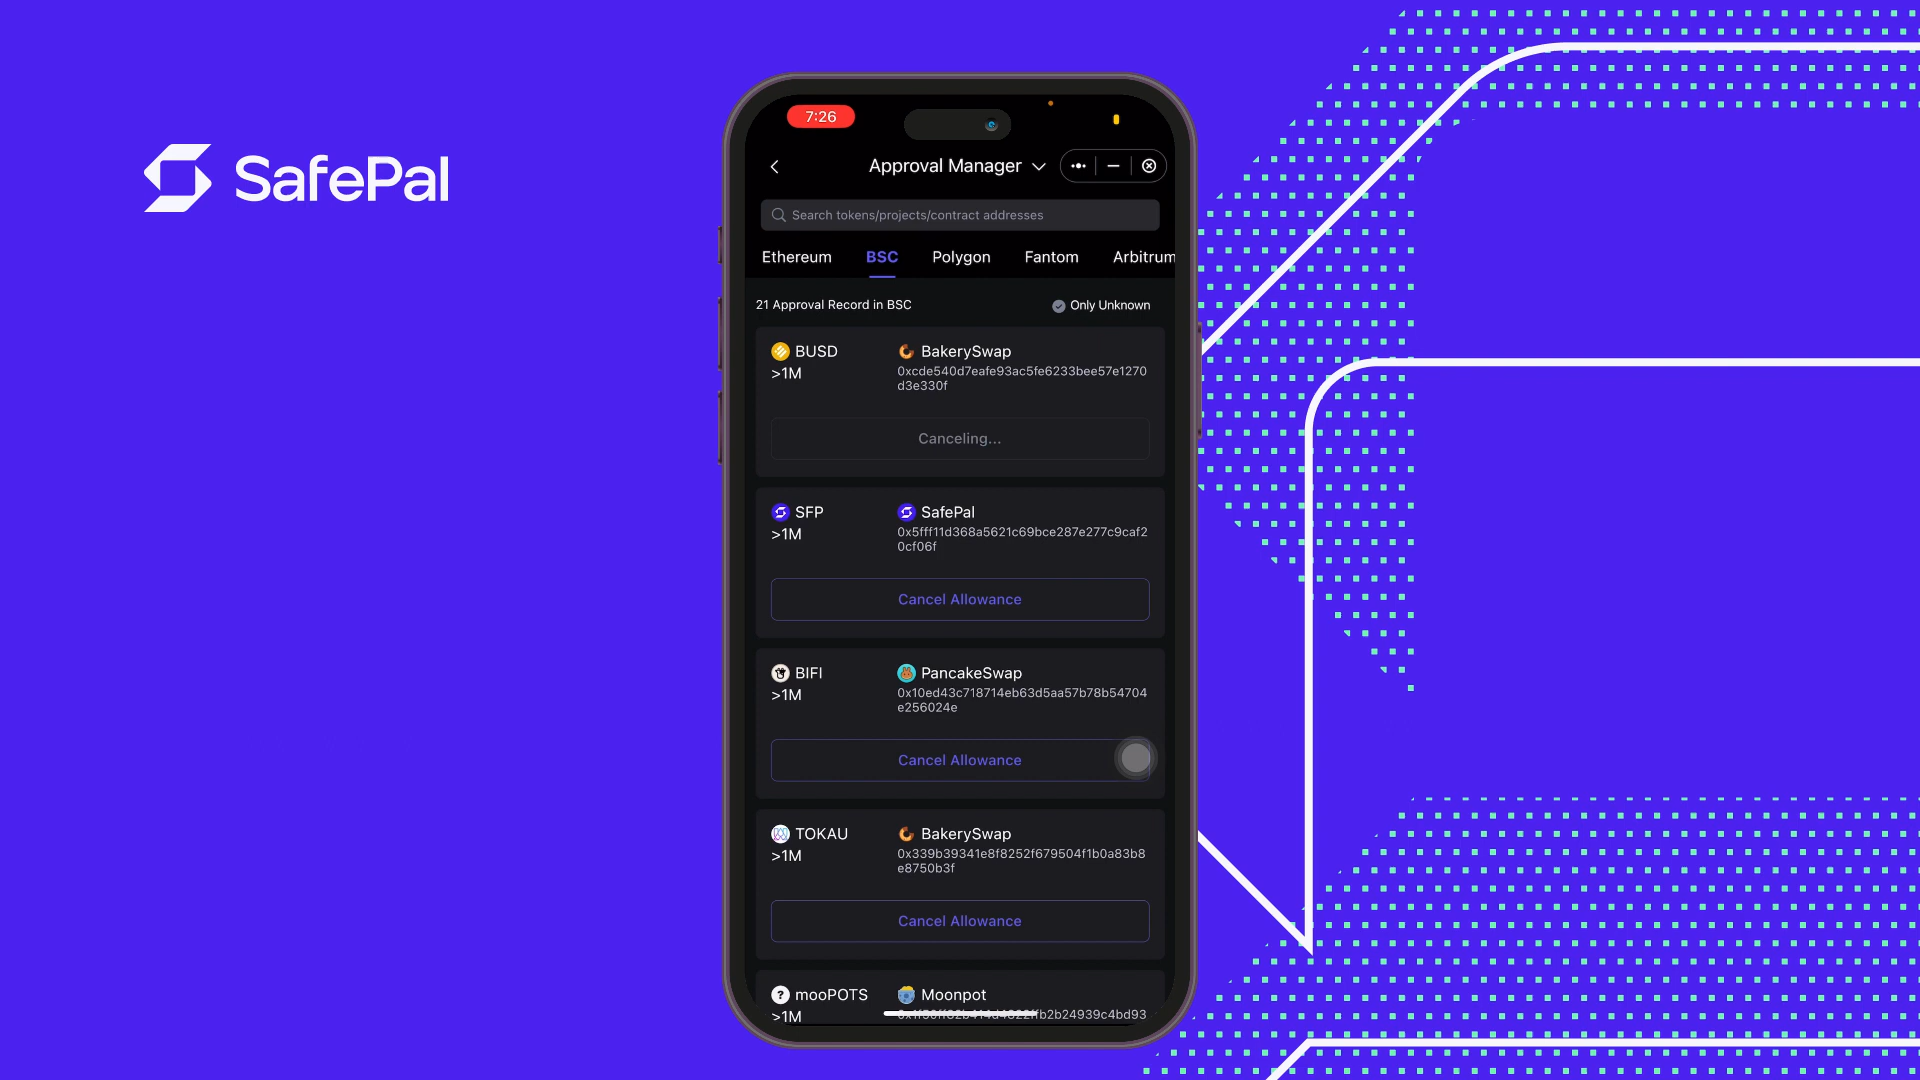 SafePal
7:26
Approval Manager
Search tokens/projects/contract addresses
Ethereum BSC Polygon Fantom Arbitrum
21 Approval Record in BSC Only Unknown
BUSD BakerySwap
>1M 0xcde540d7eafe93ac5fe6233bee57e1270
d3e330f
Canceling...
SFP SafePal
>1M 0x5fff11d368a5621c69bce287e277c9caf2
0cf06f
Cancel Allowance
BIFI PancakeSwap
>1M 0x10ed43c718714eb63d5aa57b78b54704
e256024e
Cancel Allowance
TOKAU BakerySwap
>1M 0x339b39341e8f8252f679504f1b0a83b8
e8750b3f
Cancel Allowance
mooPOTS Moonpot
>1M